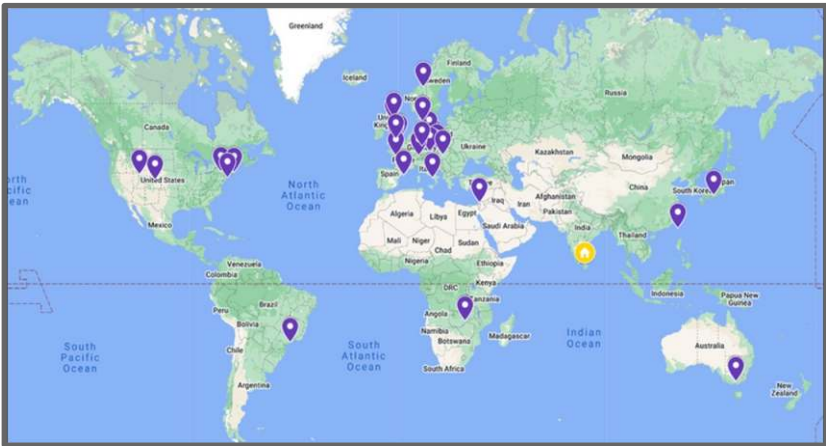 Greenland
Iceland
Finland
Sweden
Russia
Canada
Ukraine
Kazakhstan
Mongolia
United States
Spain
China
South Korea
North
Atlantic
Ocean
Afghanistan
Iraq
Iran
Pakistan
Algeria
Libya
Egypt
Saudi Arabia
India
Mexico
Mali
Niger
Chad
Sudan
Thailand
Nigeria
Ethiopia
Venezuela
Colombia
Kenya
DRC
Indonesia
Papua New
Guinea
Brazil
Peru
Bolivia
Angola
Namibia
Botswana
Madagascar
South
Pacific
Ocean
South
Atlantic
Ocean
Indian
Ocean
Chile
South Africa
Australia
Argentina
New
Zealand